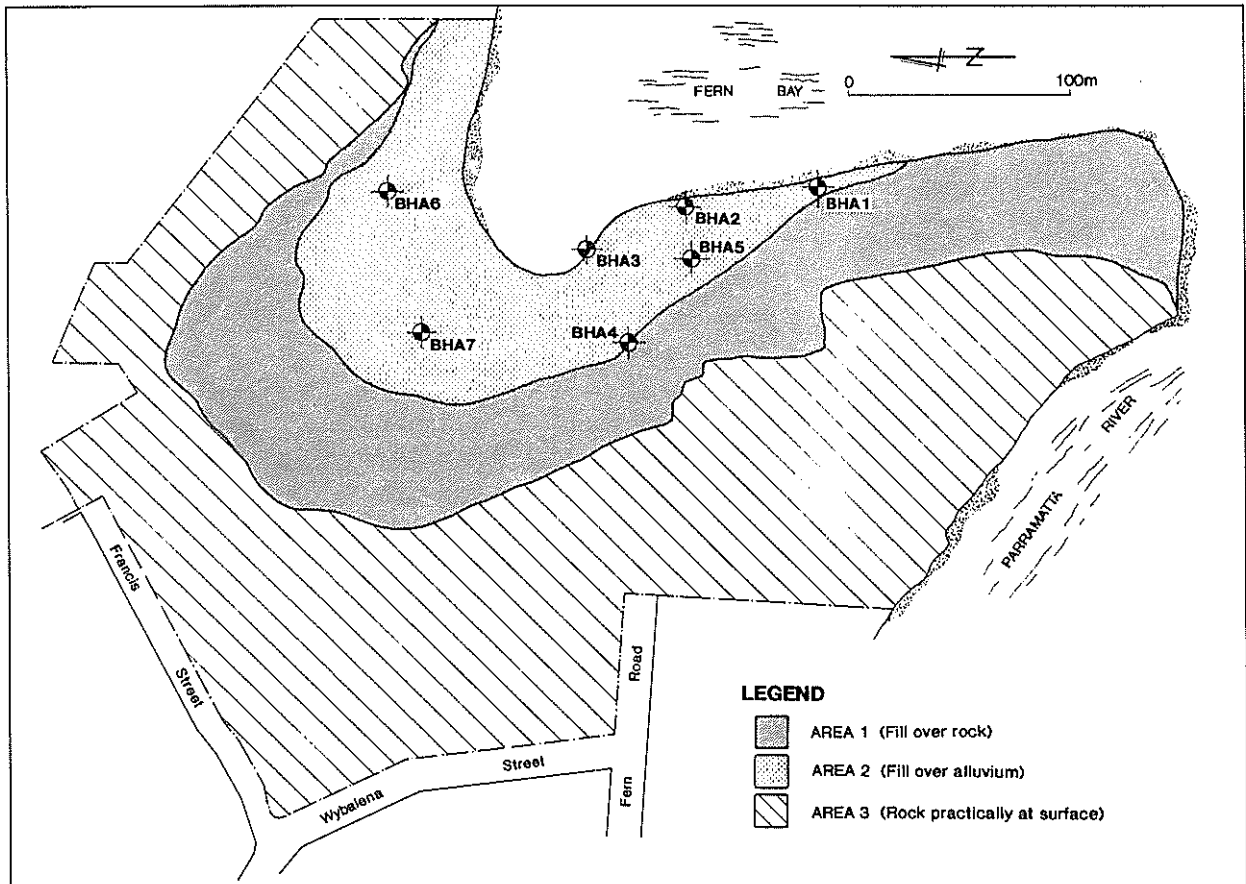 Z
0 100m
FERN BAY
BHA6
BHA1
BHA2
BHA3
BHA5
BHA4
BHA7
PARRAMATTA RIVER
Francis Street
Road
Wybalena Street
Fern
LEGEND
AREA 1 (Fill over rock)
AREA 2 (Fill over alluvium)
AREA 3 (Rock practically at surface)